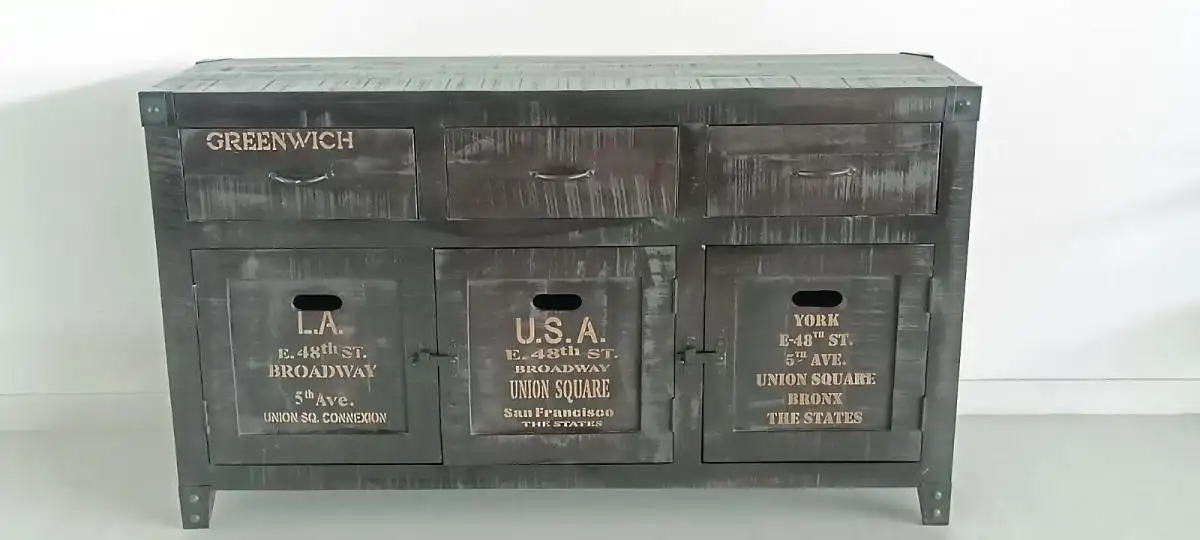 GREENWICH
L.A.
E. 48th ST.
BROADWAY
5th Ave.
UNION SQ. CONNEXION
U.S.A.
E. 48th ST.
BROADWAY
UNION SQUARE
San Francisco
THE STATES
YORK
E-48TH ST.
5TH AVE.
UNION SQUARE
BRONX
THE STATES